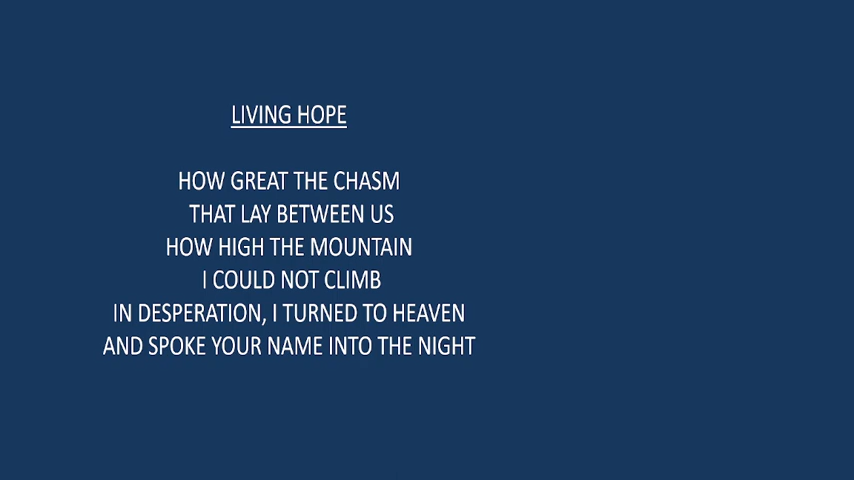 LIVING HOPE
HOW GREAT THE CHASM
THAT LAY BETWEEN US
HOW HIGH THE MOUNTAIN
I COULD NOT CLIMB
IN DESPERATION, I TURNED TO HEAVEN
AND SPOKE YOUR NAME INTO THE NIGHT